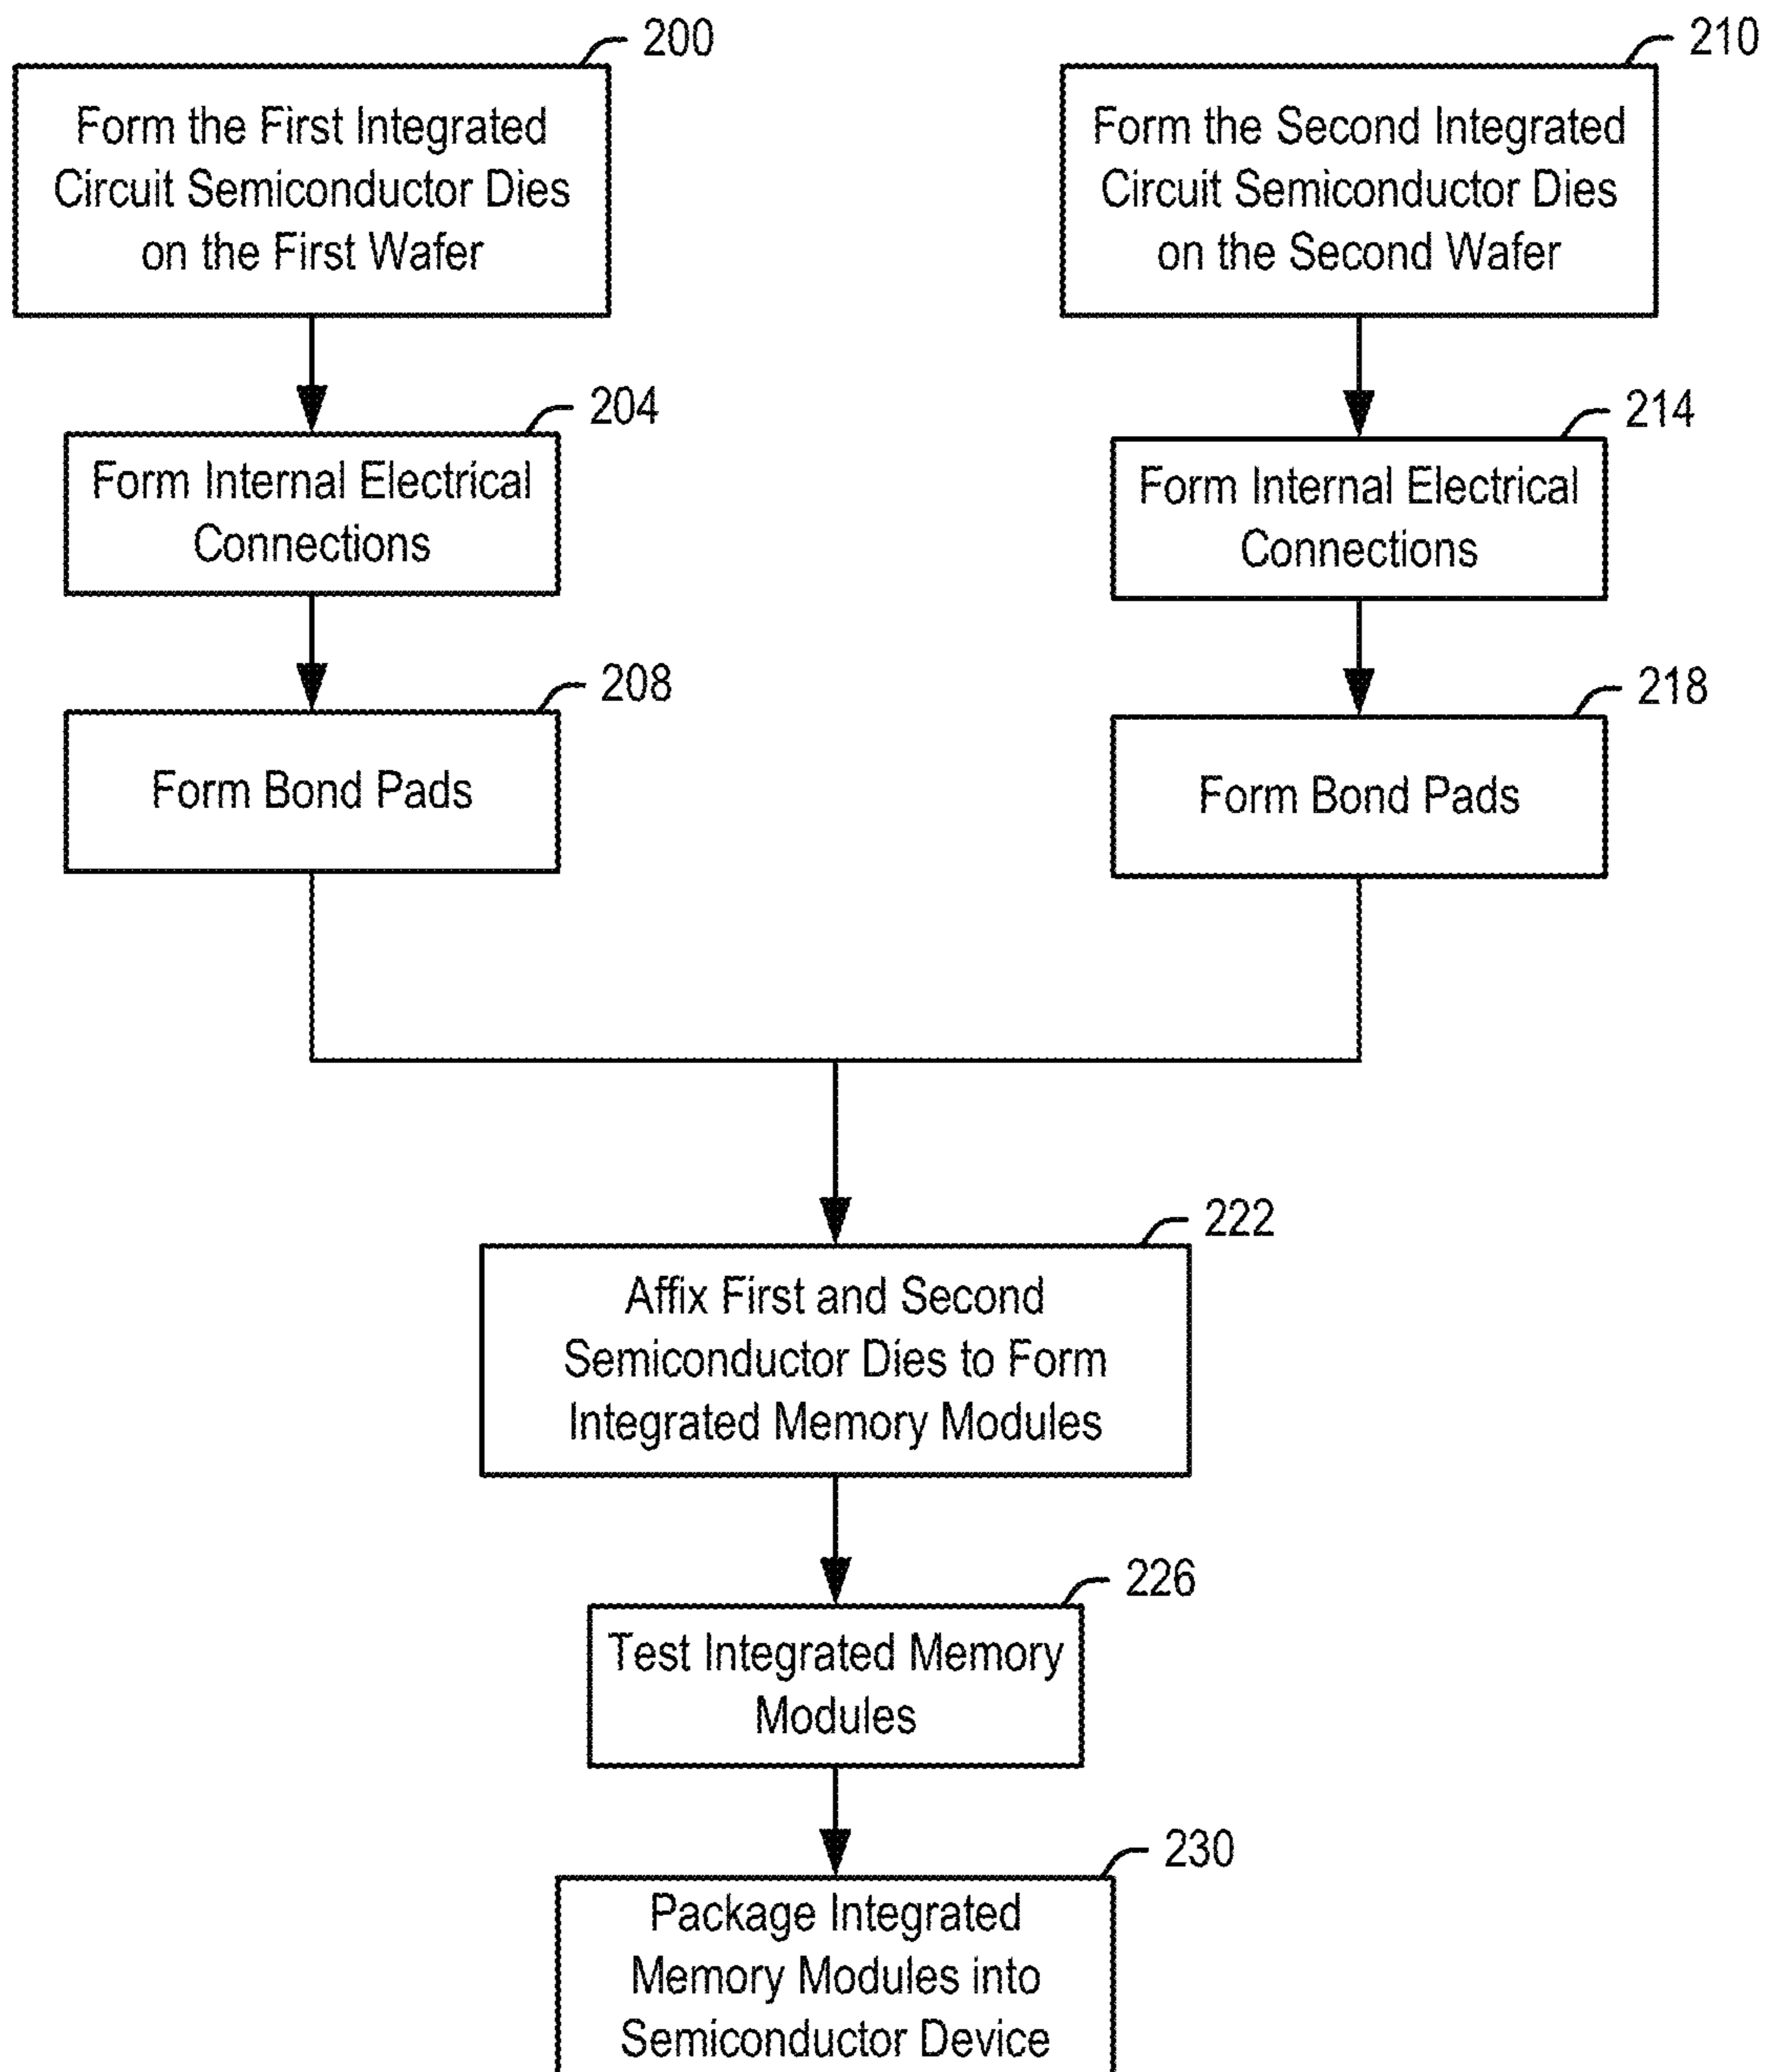 200
Form the First Integrated
Circuit Semiconductor Dies
on the First Wafer
210
Form the Second Integrated
Circuit Semiconductor Dies
on the Second Wafer
204
Form Internal Electrical
Connections
214
Form Internal Electrical
Connections
208
Form Bond Pads
218
Form Bond Pads
222
Affix First and Second
Semiconductor Dies to Form
Integrated Memory Modules
226
Test Integrated Memory
Modules
230
Package Integrated
Memory Modules into
Semiconductor Device